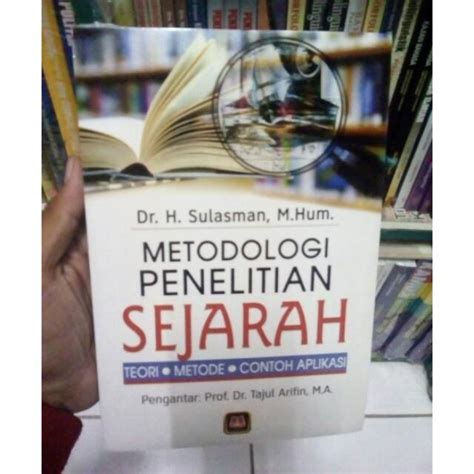 Dr. H. Sulasman, M.Hum.
METODOLOGI
PENELITIAN
SEJARAH
TEORI • METODE • CONTOH APLIKASI
Pengantar: Prof. Dr. Tajul Arifin, M.A.